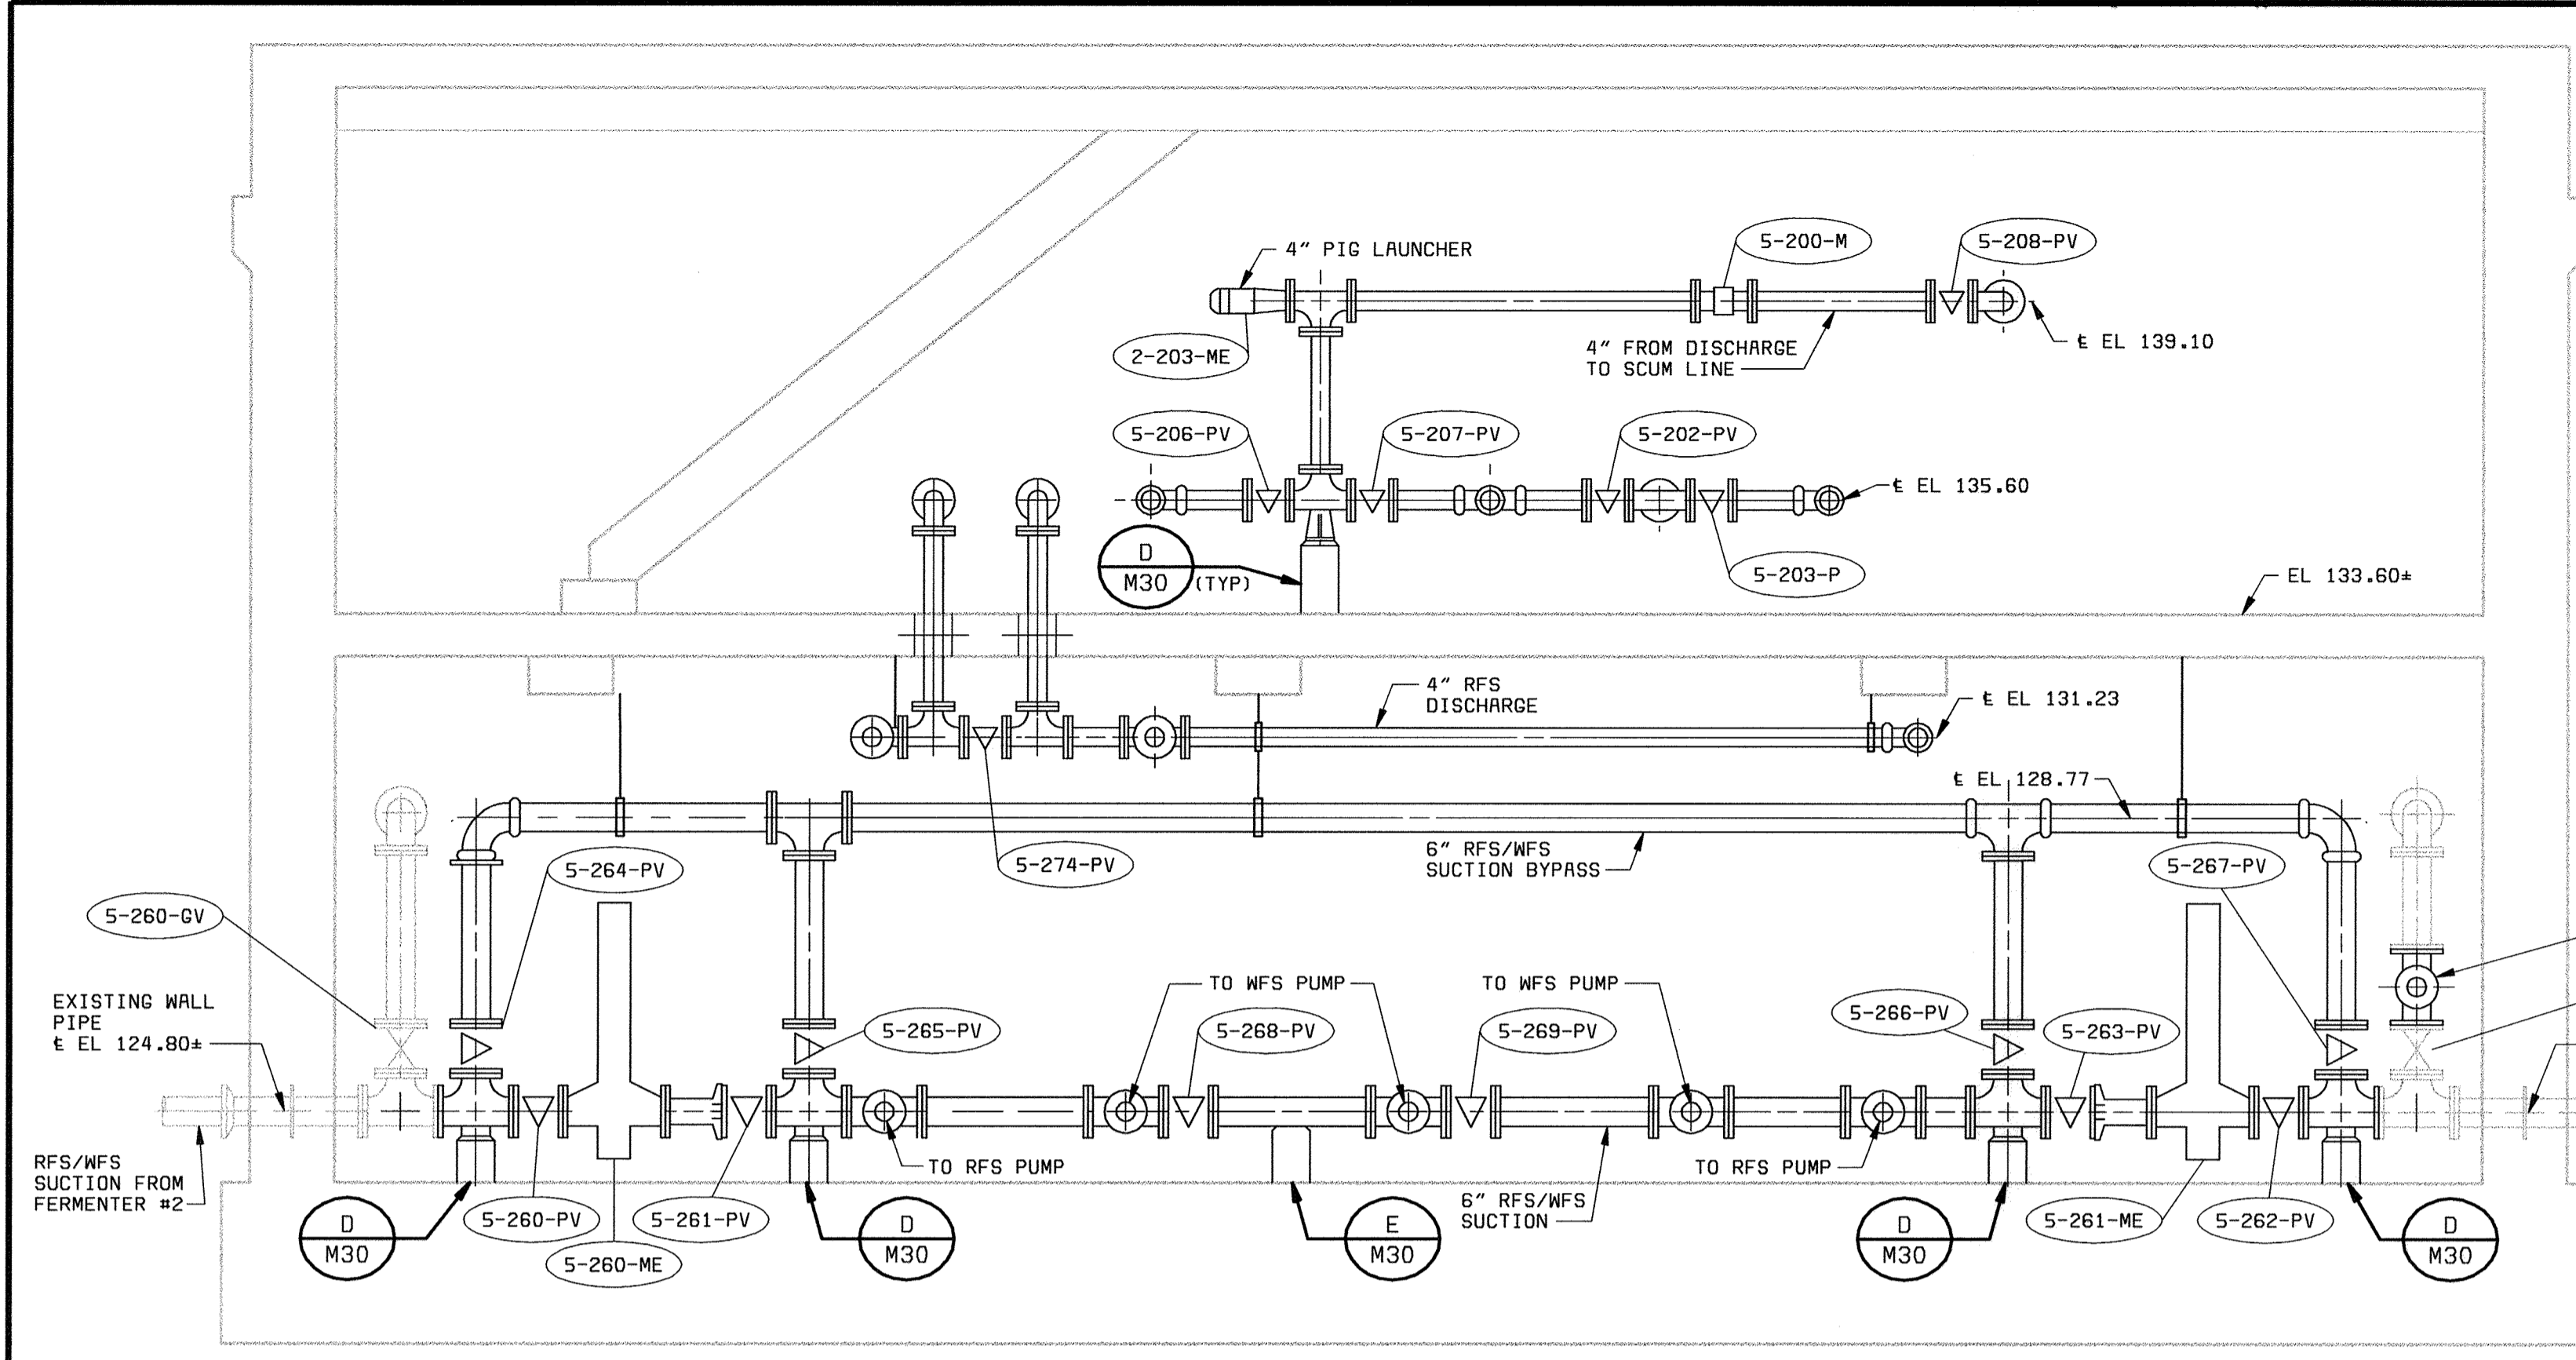 5-200-M
5-208-PV
4" PIG LAUNCHER
2-203-ME
4" FROM DISCHARGE
TO SCUM LINE
℄ EL 139.10
5-206-PV
5-207-PV
5-202-PV
℄ EL 135.60
D
M30
(TYP)
5-203-P
EL 133.60±
4" RFS
DISCHARGE
℄ EL 131.23
℄ EL 128.77
5-264-PV
5-274-PV
6" RFS/WFS
SUCTION BYPASS
5-267-PV
5-260-GV
EXISTING WALL
PIPE
℄ EL 124.80±
TO WFS PUMP
TO WFS PUMP
5-265-PV
5-268-PV
5-269-PV
5-266-PV
5-263-PV
RFS/WFS
SUCTION FROM
FERMENTER #2
TO RFS PUMP
TO RFS PUMP
6" RFS/WFS
SUCTION
D
M30
5-260-PV
5-260-ME
5-261-PV
D
M30
E
M30
D
M30
5-261-ME
5-262-PV
D
M30